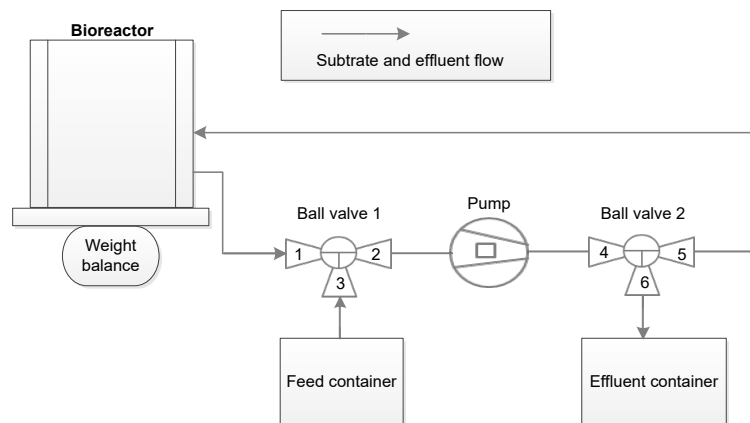 Bioreactor
Subtrate and effluent flow
Pump
Ball valve 1
Ball valve 2
Weight
balance
1
2
3
4
5
6
Feed container
Effluent container